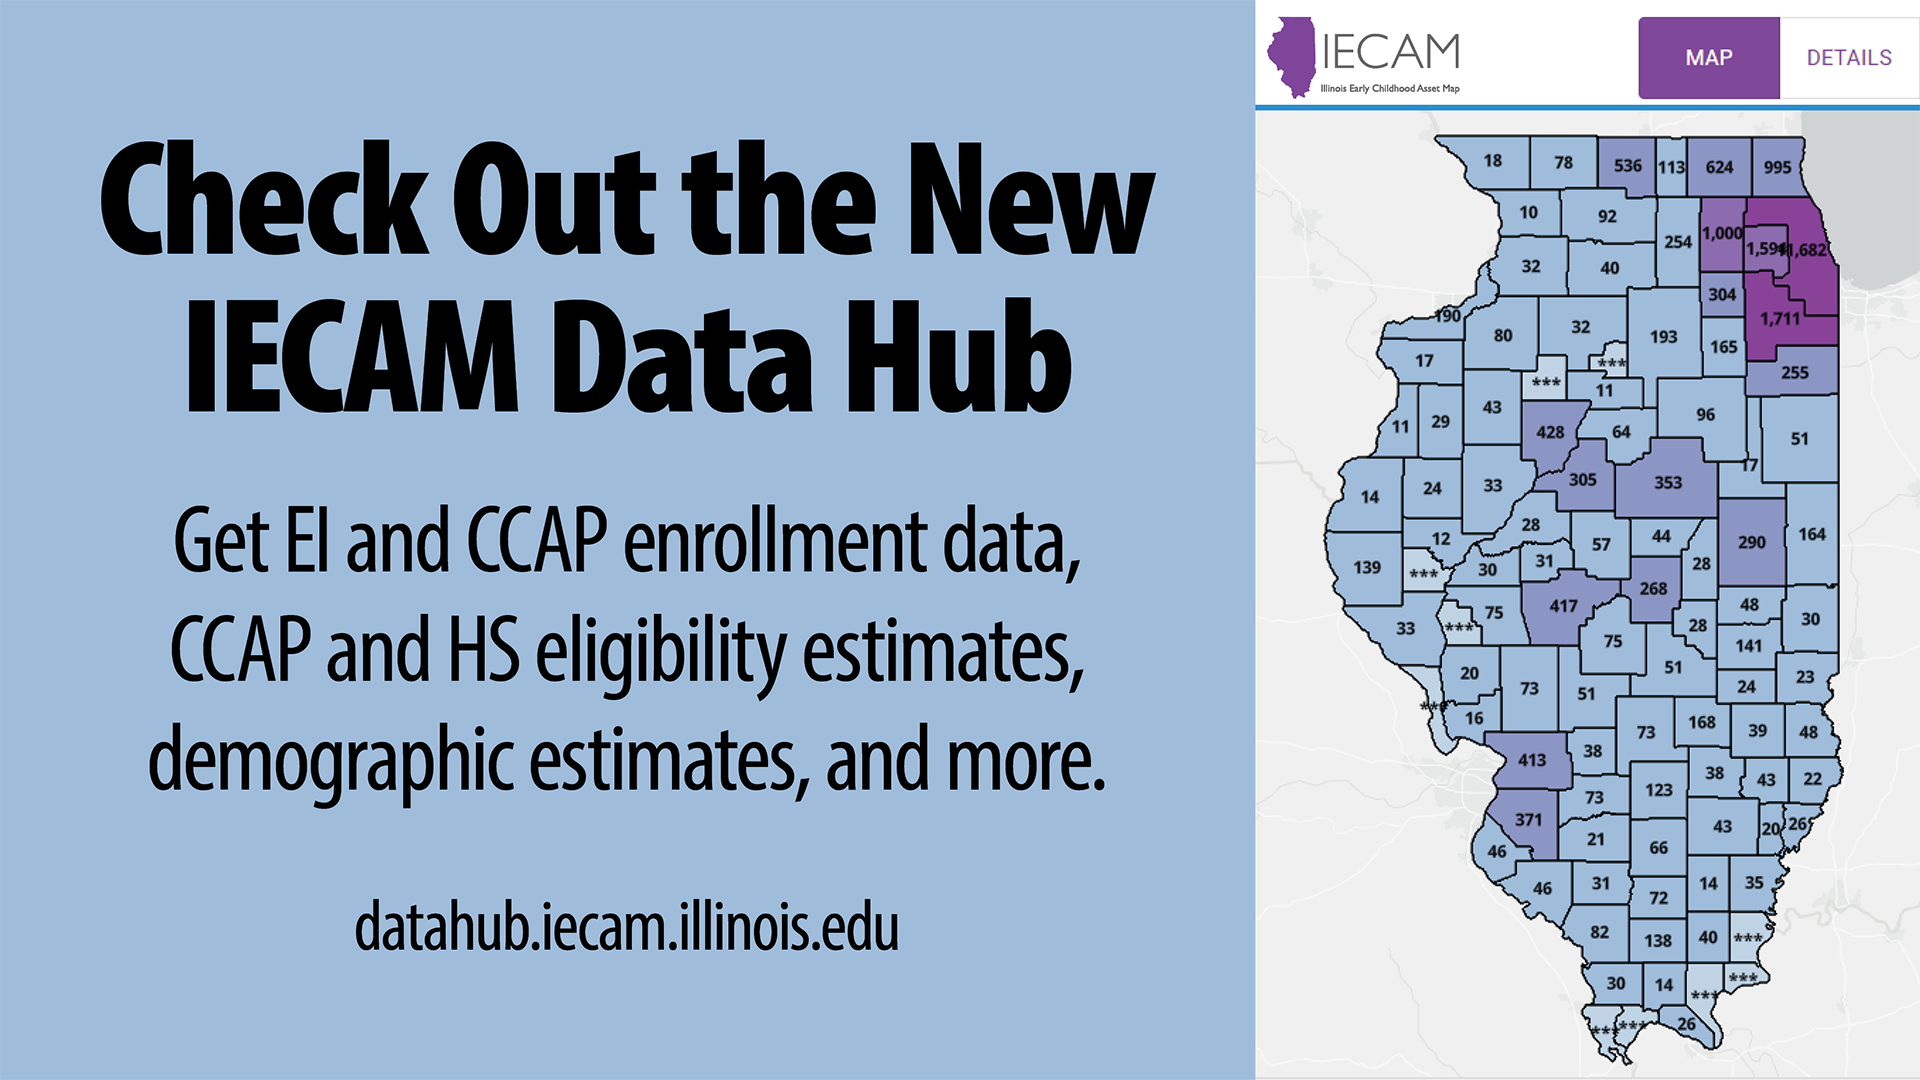 Check Out the New
IECAM Data Hub
Get EI and CCAP enrollment data,
CCAP and HS eligibility estimates,
demographic estimates, and more.
datahub.iecam.illinois.edu
IECAM
Illinois Early Childhood Asset Map
MAP
DETAILS
18 78 536 113 624 995
10 92 254 1,000
32 40 304
190 80 32 193 165 1,711
17 *** *** 11 255
11 29 43 428 64 96 51
14 24 33 305 353 17
12 28 57 44 290 164
139 *** 30 31 268 28
33 *** 75 417 75 28 48 30
141
20 73 51 51 24 23
*** 16 73 168 39 48
413 38 123 38 43 22
371 73 43 20 26
46 21 66
46 31 72 14 35
82 138 40 ***
30 14 *** ***
*** *** 26